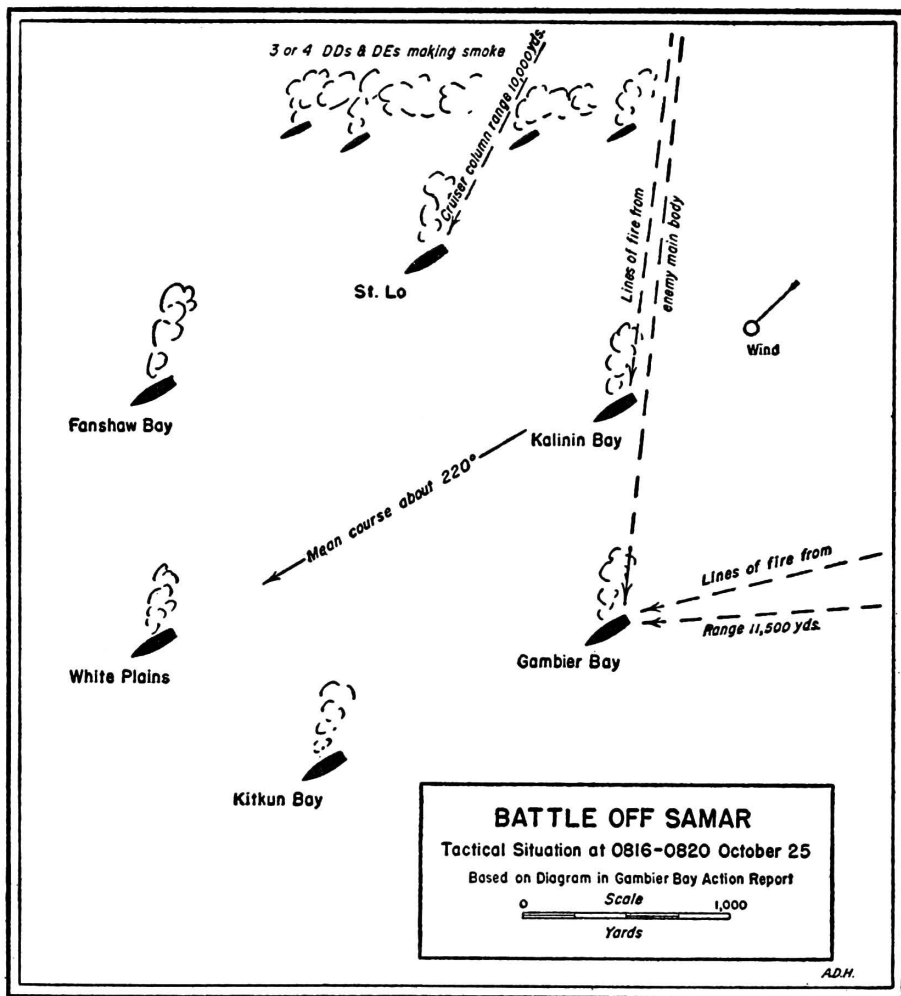 3 or 4 DDs & DEs making smoke
Cruiser column range 10,000 yds.
St. Lo
Lines of fire from
enemy main body
Wind
Fanshaw Bay
Kalinin Bay
Mean course about 220°
Lines of fire from
Range 11,500 yds.
White Plains
Gambier Bay
Kitkun Bay
BATTLE OFF SAMAR
Tactical Situation at 0816-0820 October 25
Based on Diagram in Gambier Bay Action Report
Scale
0 1,000
Yards
A.D.H.